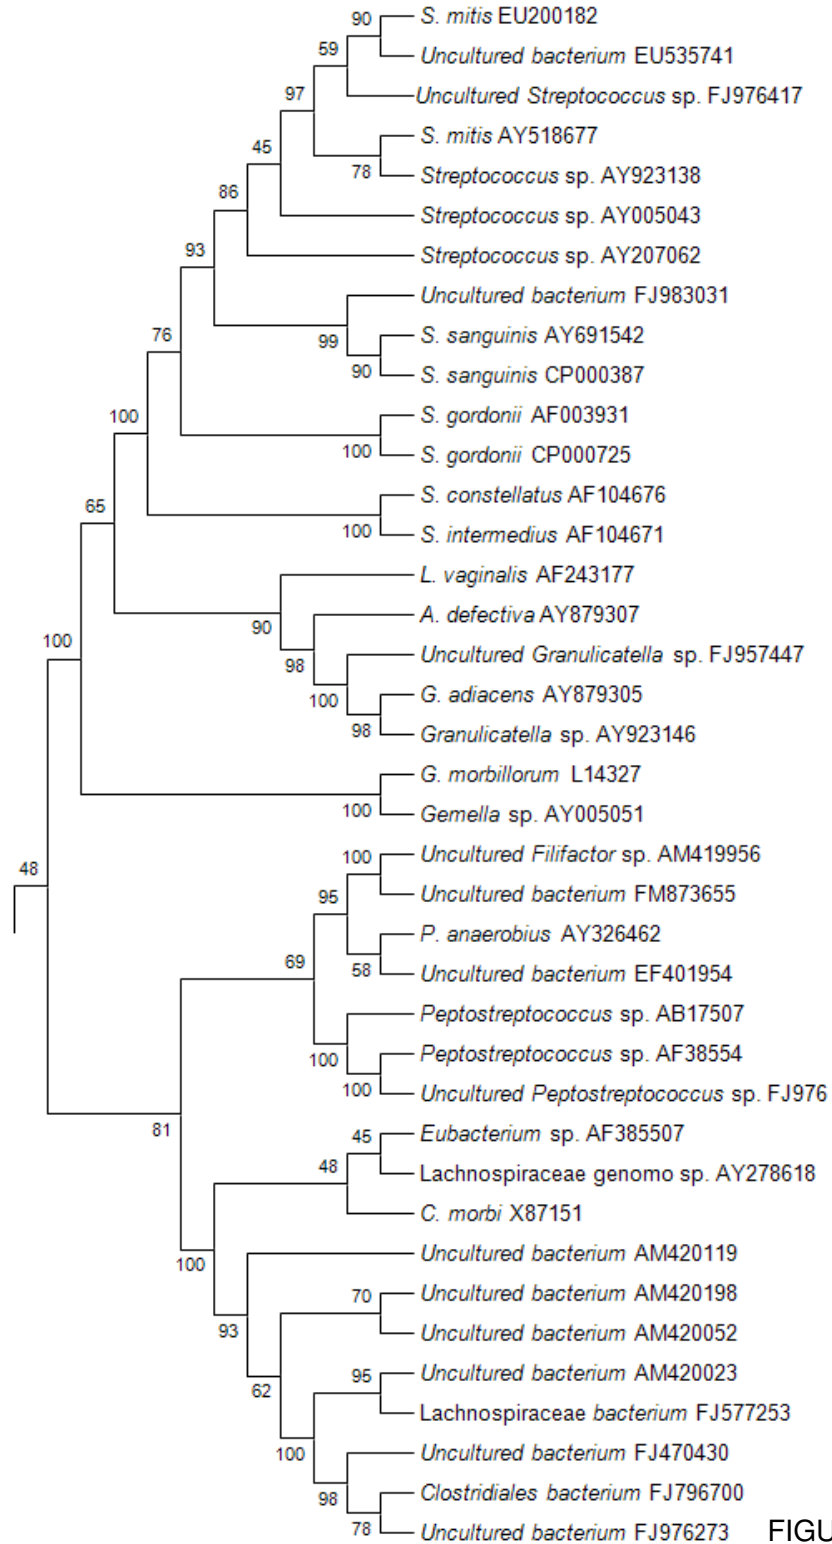 90
S. mitis EU200182
59
Uncultured bacterium EU535741
97
Uncultured Streptococcus sp. FJ976417
S. mitis AY518677
45
78
Streptococcus sp. AY923138
86
Streptococcus sp. AY005043
93
Streptococcus sp. AY207062
Uncultured bacterium FJ983031
76
99
S. sanguinis AY691542
90
S. sanguinis CP000387
100
S. gordonii AF003931
100
S. gordonii CP000725
65
S. constellatus AF104676
100
S. intermedius AF104671
L. vaginalis AF243177
90
A. defectiva AY879307
100
98
Uncultured Granulicatella sp. FJ957447
100
G. adiacens AY879305
98
Granulicatella sp. AY923146
G. morbillorum L14327
100
Gemella sp. AY005051
48
100
Uncultured Filifactor sp. AM419956
95
Uncultured bacterium FM873655
P. anaerobius AY326462
69
58
Uncultured bacterium EF401954
Peptostreptococcus sp. AB17507
100
Peptostreptococcus sp. AF38554
100
Uncultured Peptostreptococcus sp. FJ976
81
45
Eubacterium sp. AF385507
48
Lachnospiraceae genomo sp. AY278618
C. morbi X87151
100
Uncultured bacterium AM420119
70
Uncultured bacterium AM420198
93
Uncultured bacterium AM420052
62
95
Uncultured bacterium AM420023
Lachnospiraceae bacterium FJ577253
100
Uncultured bacterium FJ470430
98
Clostridiales bacterium FJ796700
78
Uncultured bacterium FJ976273
FIGU